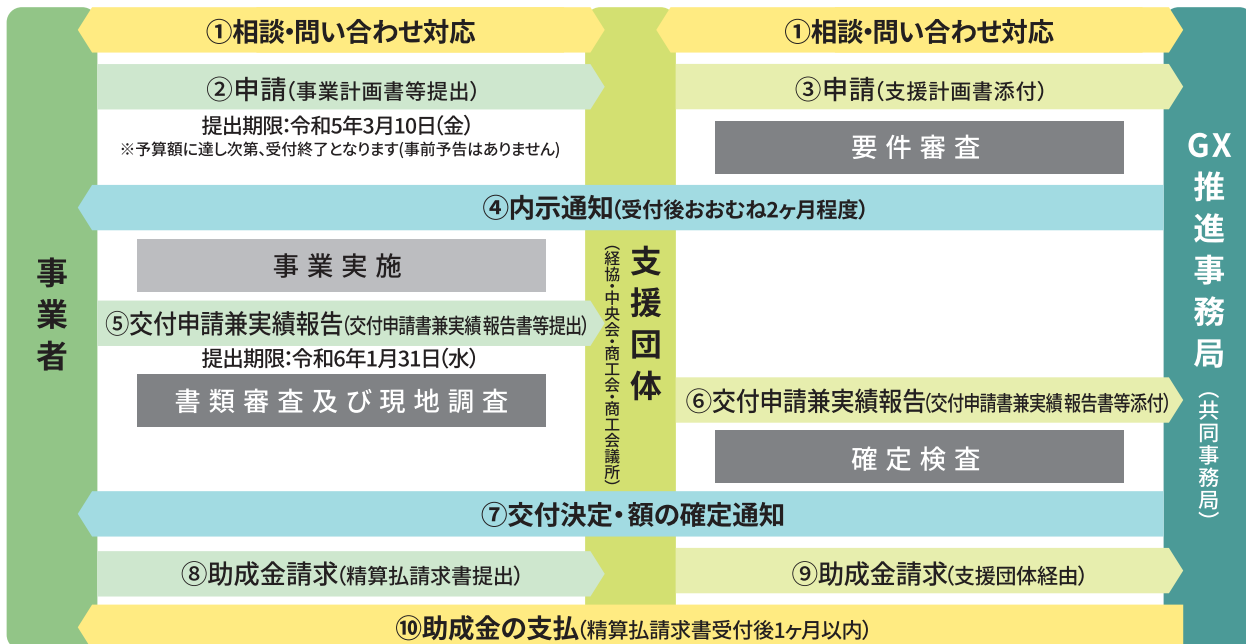 ①相談・問い合わせ対応
①相談・問い合わせ対応
②申請(事業計画書等提出)
③申請(支援計画書添付)
提出期限:令和5年3月10日(金)
※予算額に達し次第、受付終了となります(事前予告はありません)
要件審査
④内示通知(受付後おおむね2ヶ月程度)
事業者
事業実施
支援団体
(経協・中央会・商工会・商工会議所)
GX推進事務局
(共同事務局)
⑤交付申請兼実績報告(交付申請書兼実績報告書等提出)
提出期限:令和6年1月31日(水)
書類審査及び現地調査
⑥交付申請兼実績報告(交付申請書兼実績報告書等添付)
確定検査
⑦交付決定・額の確定通知
⑧助成金請求(精算払請求書提出)
⑨助成金請求(支援団体経由)
⑩助成金の支払(精算払請求書受付後1ヶ月以内)